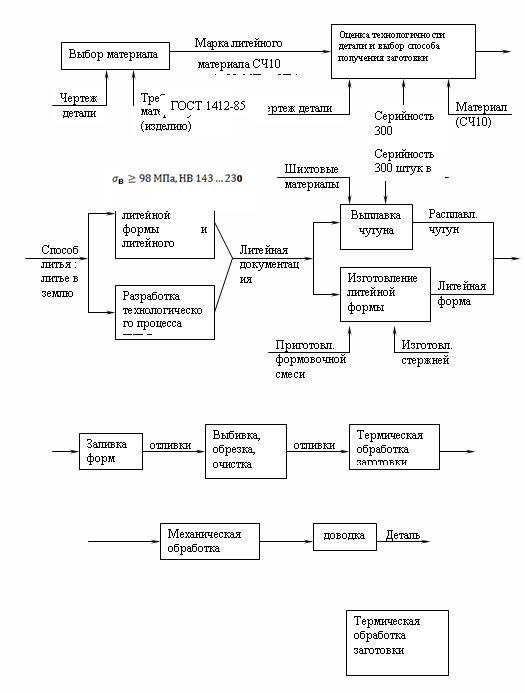 Выбор материала
Марка литейного
материала СЧ10
Оценка технологичности
детали и выбор способа
получения заготовки
Чертеж
детали
ГОСТ 1412-85
(изделию)
детали
Серийность
300
Материал
(СЧ10)
σв ≥ 98 МПа, НВ 143 … 230
Шихтовые
материалы
Серийность
300 штук в
Способ
литья :
литье в
землю
литейной
формы и
литейного
Разработка
технологическо
го процесса
Литейная
документац
ия
Выплавка
чугуна
Расплавл.
чугун
Изготовление
литейной
формы
Литейная
форма
Приготовл.
формовочной
смеси
Изготовл.
стержней
Заливка
форм
отливки
Выбивка,
обрезка,
очистка
отливки
Термическая
обработка
заготовки
Механическая
обработка
доводка
Деталь
Термическая
обработка
заготовки